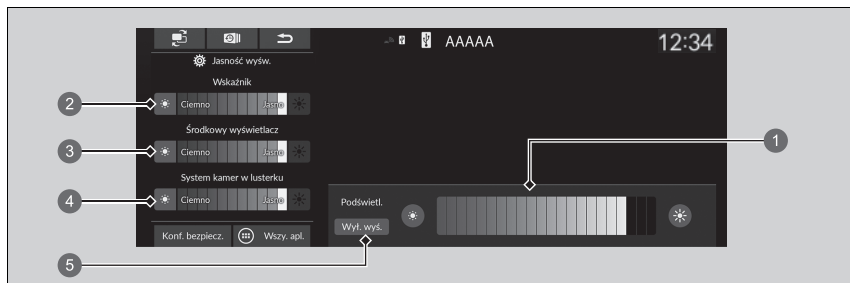 AAAAA
12:34
Jasność wyśw.
Wskaźnik
2
Ciemno
Jasno
Środkowy wyświetlacz
3
Ciemno
Jasno
1
System kamer w lusterku
4
Ciemno
Jasno
Podświetl.
Wył. wyś.
Konf. bezpiecz.
Wszy. apl.
5